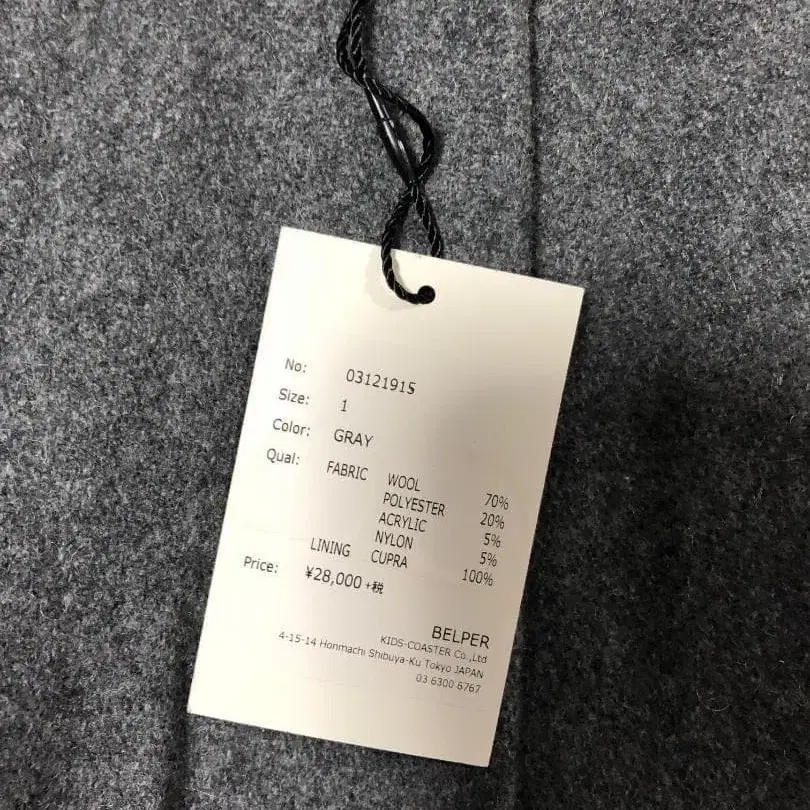 No: 0312191S
Size: 1
Color: GRAY
Qual: FABRIC WOOL 70%
POLYESTER 20%
ACRYLIC 5%
NYLON 5%
LINING CUPRA 100%
Price: ¥28,000 +税
BELPER
KIDS-COASTER Co.,Ltd
4-15-14 Honmachi Shibuya-Ku Tokyo JAPAN
03 6300 6767